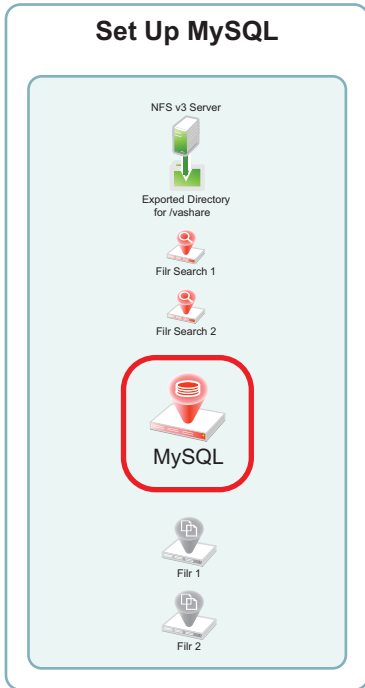 Set Up MySQL
NFS v3 Server
Exported Directory
for /vashare
Filr Search 1
Filr Search 2
MySQL
Filr 1
Filr 2